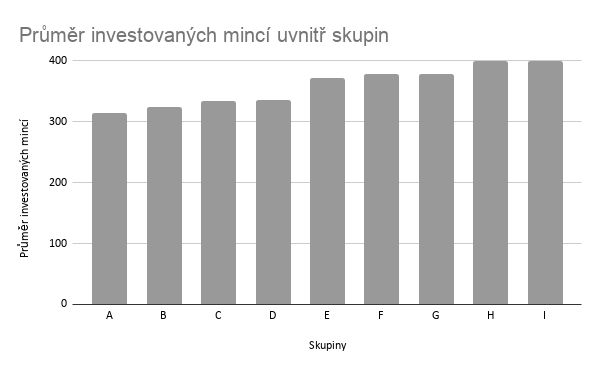 Průměr investovaných mincí uvnitř skupin
Průměr investovaných mincí
400
300
200
100
0
A B C D E F G H I
Skupiny